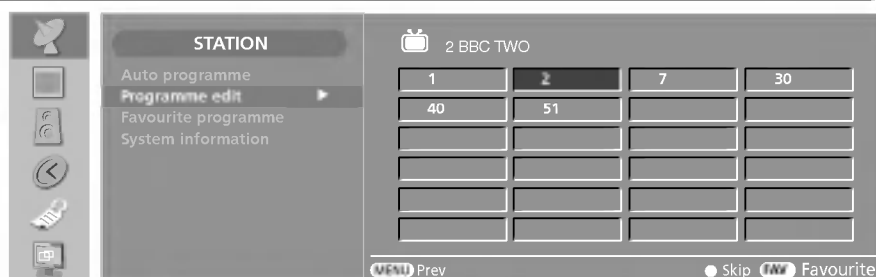 STATION
Auto programme
Programme edit
Favourite programme
System information
2 BBC TWO
1 2 7 30
40 51
MENU Prev
Skip FAV Favourite